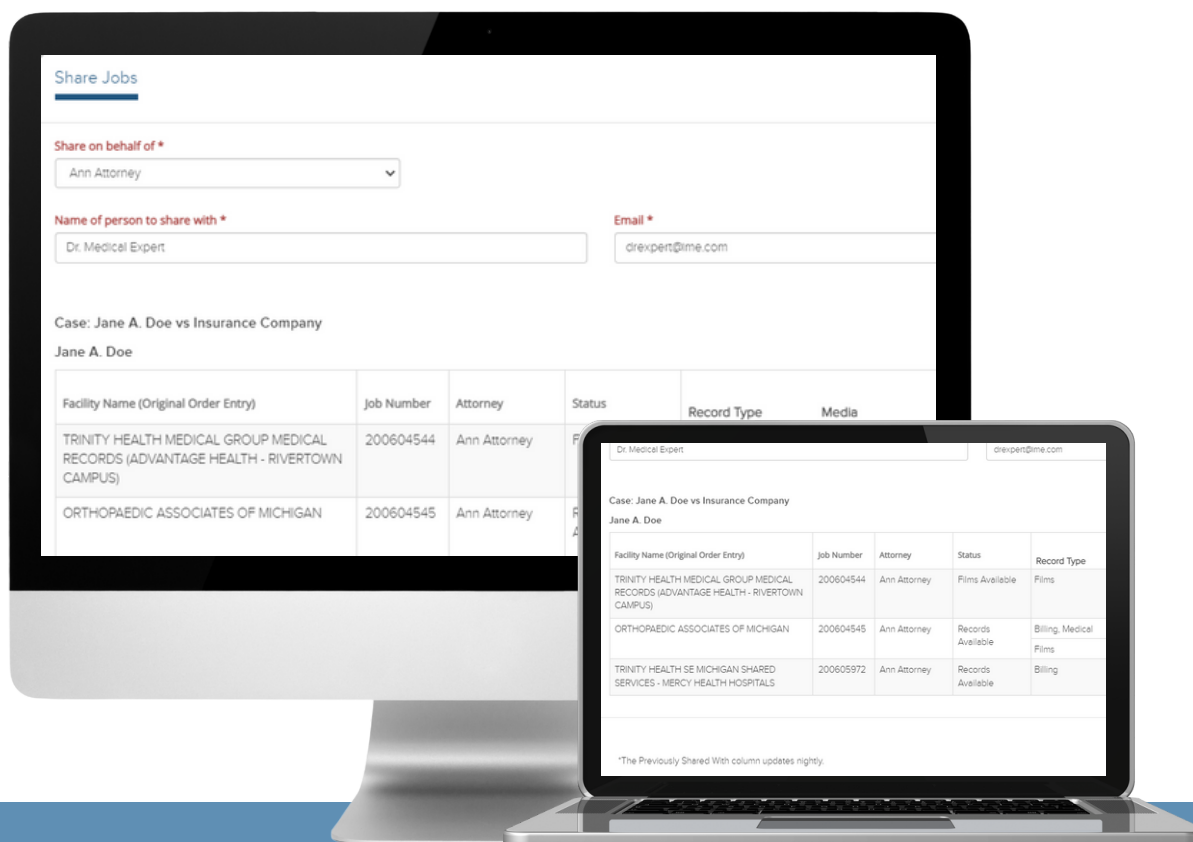 Share Jobs
Share on behalf of *
Ann Attorney
Name of person to share with *
Email *
Dr. Medical Expert
drexpert@ime.com
Case: Jane A. Doe vs Insurance Company
Jane A. Doe
Facility Name (Original Order Entry) Job Number Attorney Status Record Type Media
TRINITY HEALTH MEDICAL GROUP MEDICAL 200604544 Ann Attorney
RECORDS (ADVANTAGE HEALTH - RIVERTOWN
CAMPUS)
ORTHOPAEDIC ASSOCIATES OF MICHIGAN 200604545 Ann Attorney
Dr. Medical Expert
drexpert@ime.com
Case: Jane A. Doe vs Insurance Company
Jane A. Doe
Facility Name (Original Order Entry) Job Number Attorney Status Record Type
TRINITY HEALTH MEDICAL GROUP MEDICAL 200604544 Ann Attorney Films Available Films
RECORDS (ADVANTAGE HEALTH - RIVERTOWN
CAMPUS)
ORTHOPAEDIC ASSOCIATES OF MICHIGAN 200604545 Ann Attorney Records Billing, Medical
Available
Films
TRINITY HEALTH SE MICHIGAN SHARED 200605972 Ann Attorney Records Billing
SERVICES - MERCY HEALTH HOSPITALS Available
*The Previously Shared With column updates nightly.